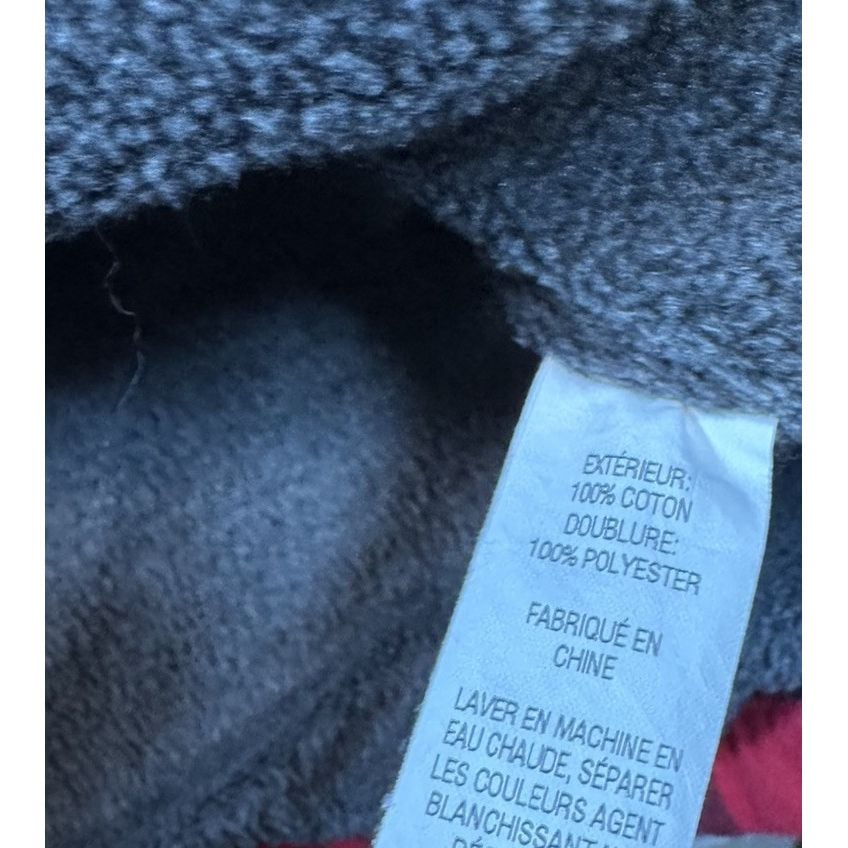 EXTÉRIEUR:
100% COTON
DOUBLURE:
100% POLYESTER
FABRIQUÉ EN
CHINE
LAVER EN MACHINE EN
EAU CHAUDE, SÉPARER
LES COULEURS AGENT
BLANCHISSANT